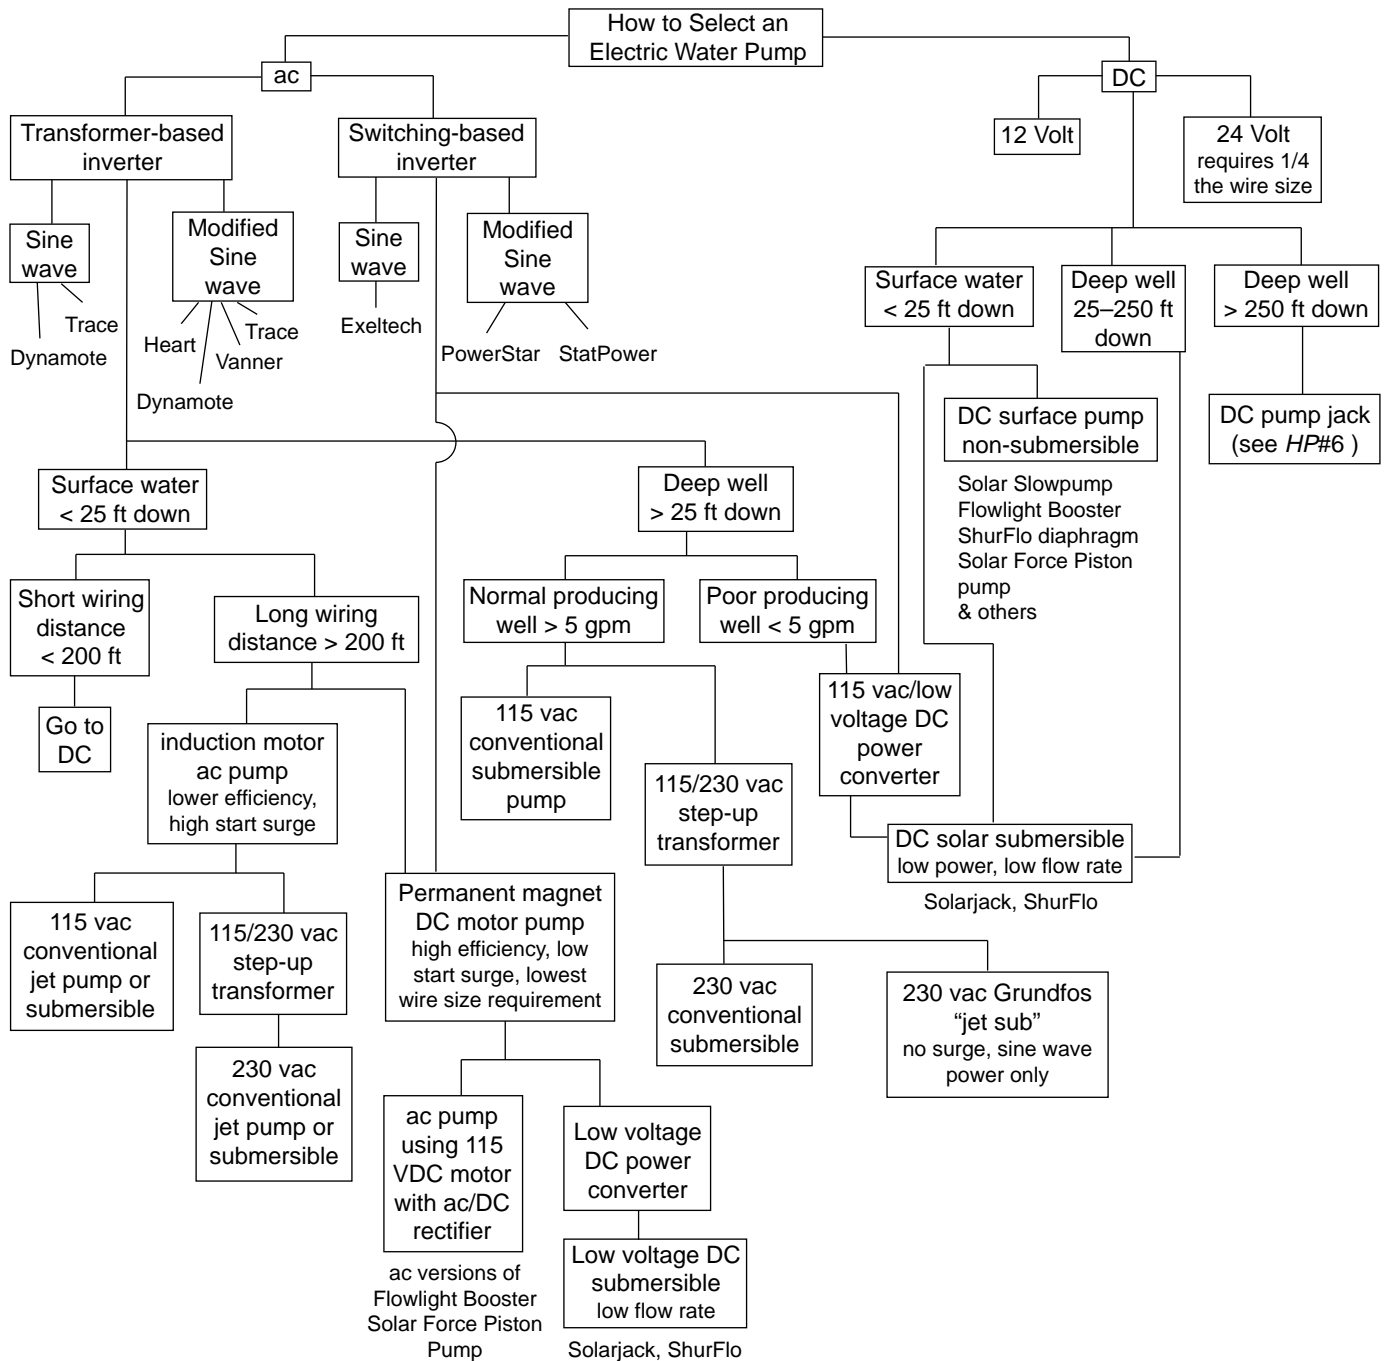 How to Select an
Electric Water Pump
ac
DC
Transformer-based
inverter
Switching-based
inverter
12 Volt
24 Volt
requires 1/4
the wire size
Sine
wave
Modified
Sine
wave
Sine
wave
Modified
Sine
wave
Trace
Dynamote
Heart
Trace
Vanner
Dynamote
Exeltech
PowerStar
StatPower
Surface water
< 25 ft down
Deep well
25–250 ft
down
Deep well
> 250 ft down
DC surface pump
non-submersible
DC pump jack
(see HP#6 )
Solar Slowpump
Flowlight Booster
ShurFlo diaphragm
Solar Force Piston
pump
& others
Surface water
< 25 ft down
Deep well
> 25 ft down
Short wiring
distance
< 200 ft
Long wiring
distance > 200 ft
Normal producing
well > 5 gpm
Poor producing
well < 5 gpm
Go to
DC
induction motor
ac pump
lower efficiency,
high start surge
115 vac
conventional
submersible
pump
115/230 vac
step-up
transformer
115 vac/low
voltage DC
power
converter
DC solar submersible
low power, low flow rate
Solarjack, ShurFlo
115 vac
conventional
jet pump or
submersible
115/230 vac
step-up
transformer
Permanent magnet
DC motor pump
high efficiency, low
start surge, lowest
wire size requirement
230 vac
conventional
submersible
230 vac Grundfos
“jet sub”
no surge, sine wave
power only
230 vac
conventional
jet pump or
submersible
ac pump
using 115
VDC motor
with ac/DC
rectifier
Low voltage
DC power
converter
ac versions of
Flowlight Booster
Solar Force Piston
Pump
Low voltage DC
submersible
low flow rate
Solarjack, ShurFlo